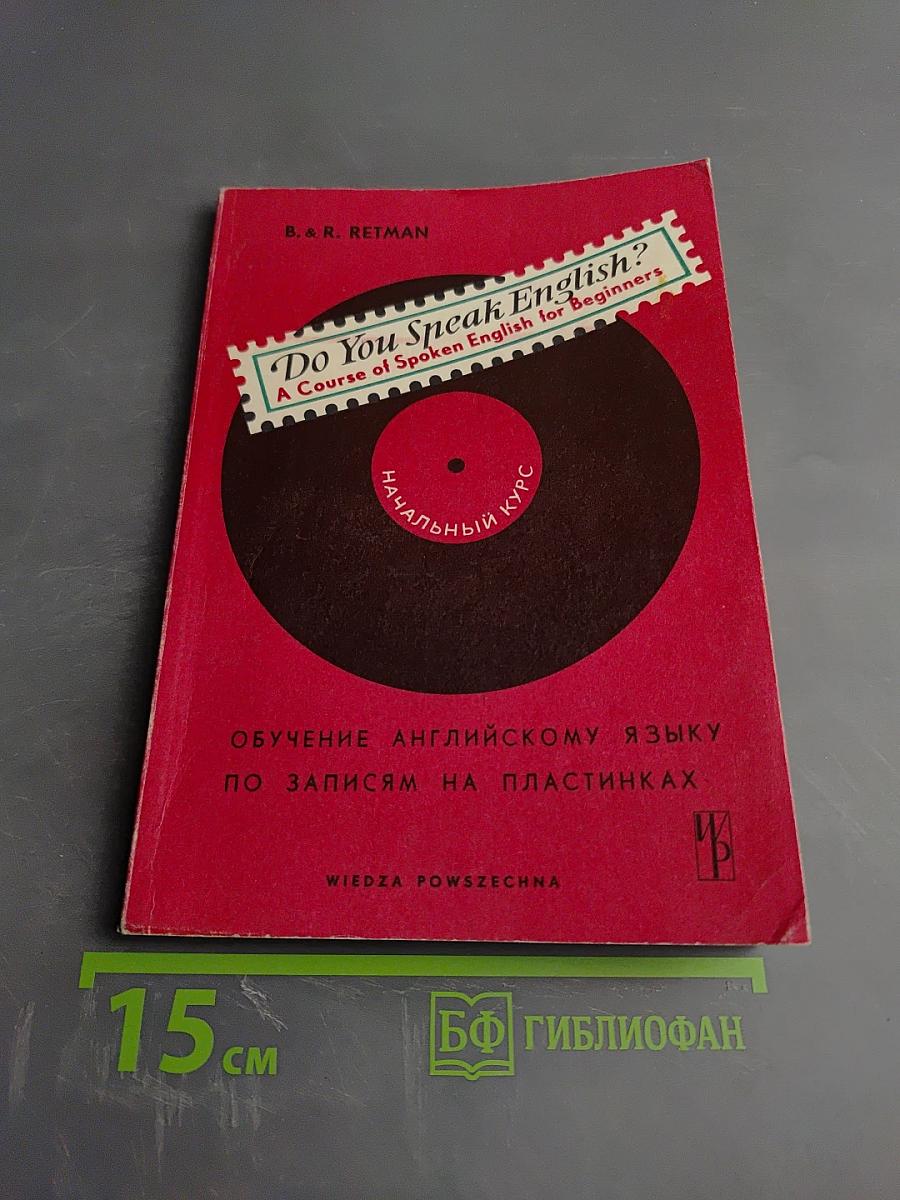 B. & R. RETMAN
Do You Speak English?
A Course of Spoken English for Beginners
НАЧАЛЬНЫЙ КУРС
ОБУЧЕНИЕ АНГЛИЙСКОМУ ЯЗЫКУ
ПО ЗАПИСЯМ НА ПЛАСТИНКАХ
WP
WIEDZA POWSZECHNA
15 см
БФ ГИБЛИОФАН